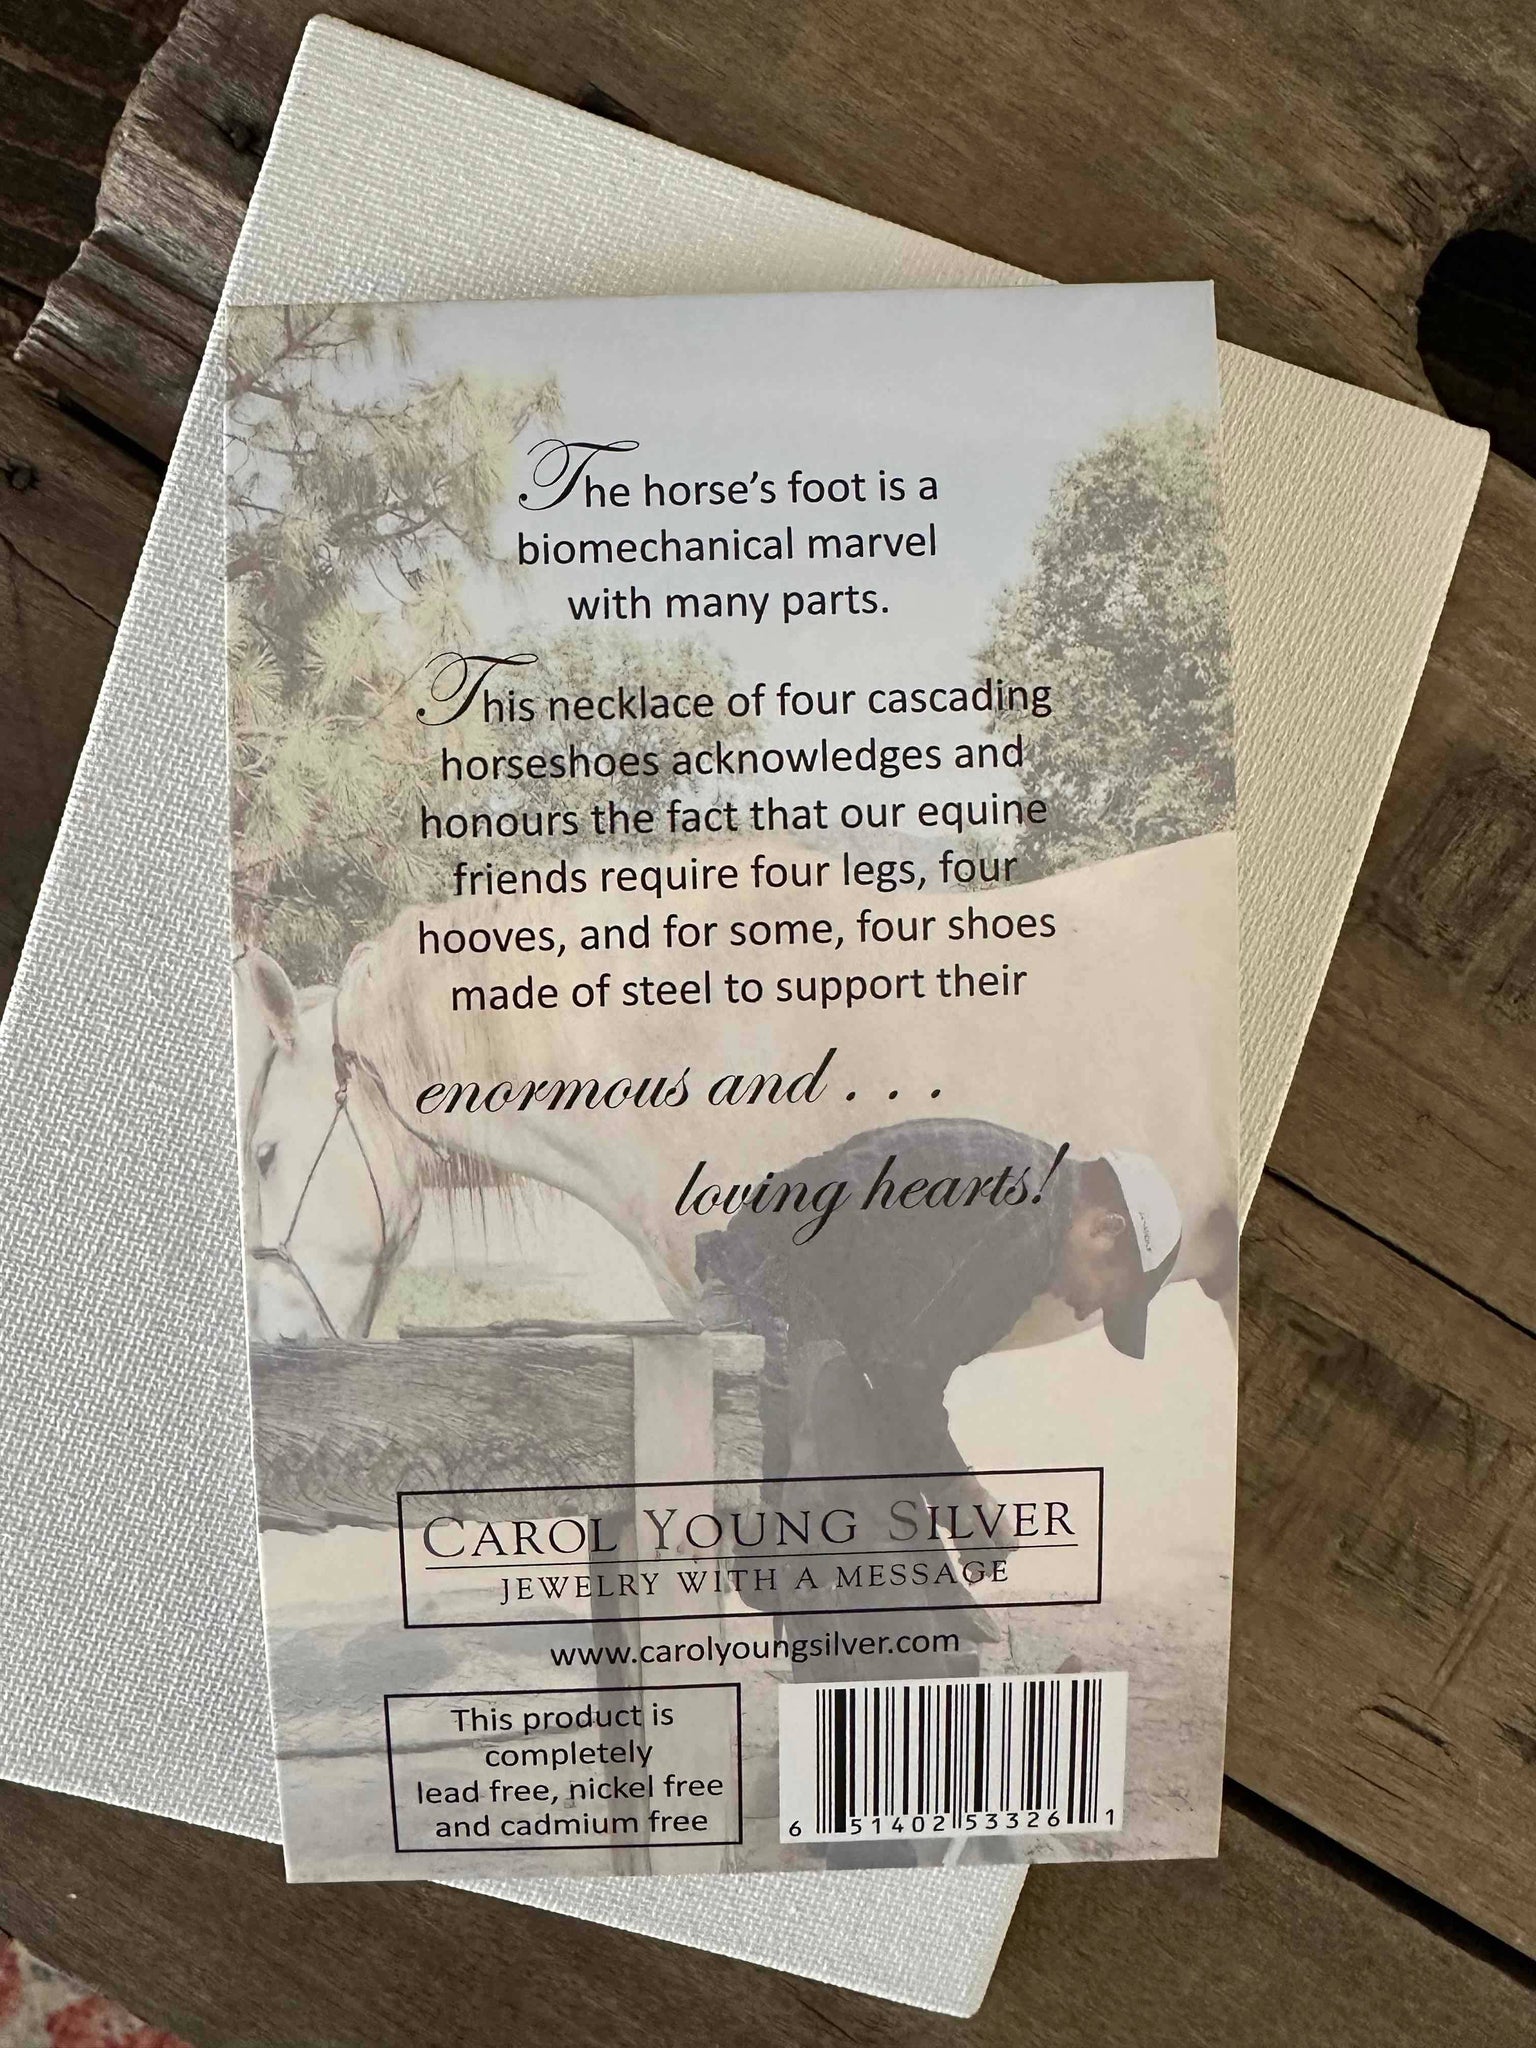 The horse's foot is a
biomechanical marvel
with many parts.
This necklace of four cascading
horseshoes acknowledges and
honours the fact that our equine
friends require four legs, four
hooves, and for some, four shoes
made of steel to support their
enormous and . . .
loving hearts!
CAROL YOUNG SILVER
JEWELRY WITH A MESSAGE
www.carolyoungsilver.com
This product is
completely
lead free, nickel free
and cadmium free
6 51402 53326 1